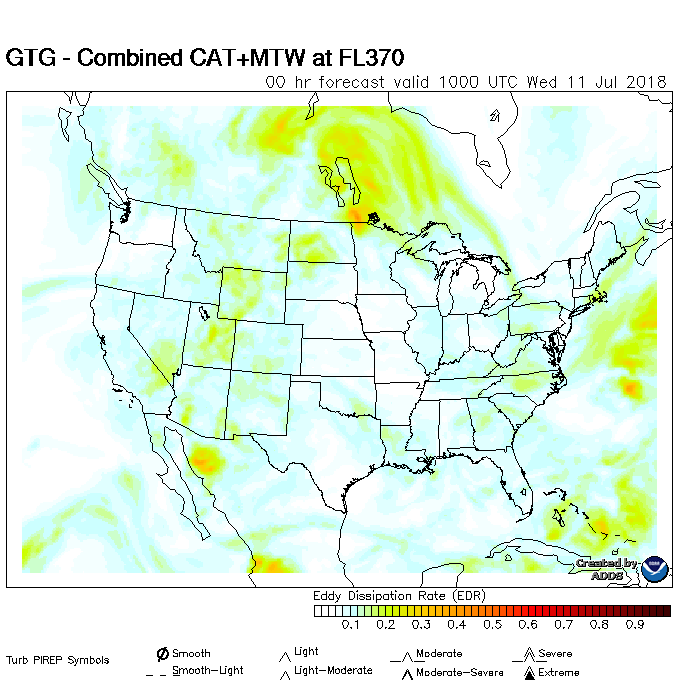 GTG - Combined CAT+MTW at FL370
00 hr forecast valid 1000 UTC Wed 11 Jul 2018
Created by
ADDS
Eddy Dissipation Rate (EDR)
0.1 0.2 0.3 0.4 0.5 0.6 0.7 0.8 0.9
Turb PIREP Symbols
Smooth Light Moderate Severe
Smooth-Light Light-Moderate Moderate-Severe Extreme